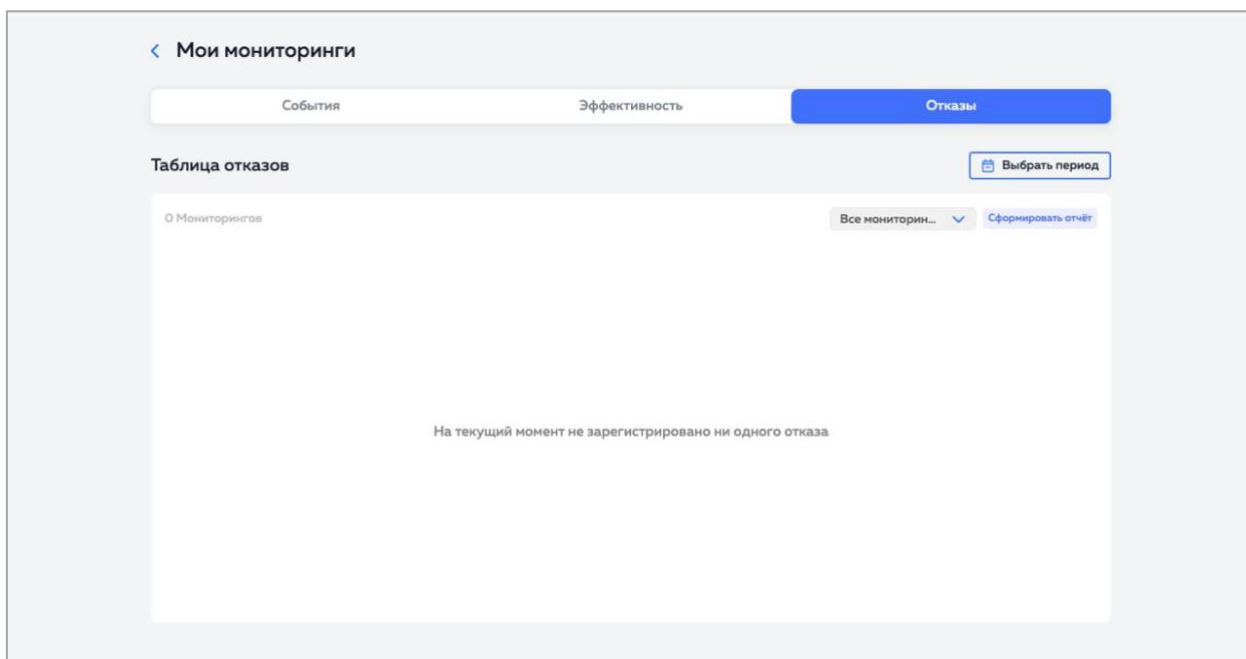 Мои мониторинги
События Эффективность Отказы
Таблица отказов Выбрать период
0 Мониторингов Все мониторин... Сформировать отчёт
На текущий момент не зарегистрировано ни одного отказа